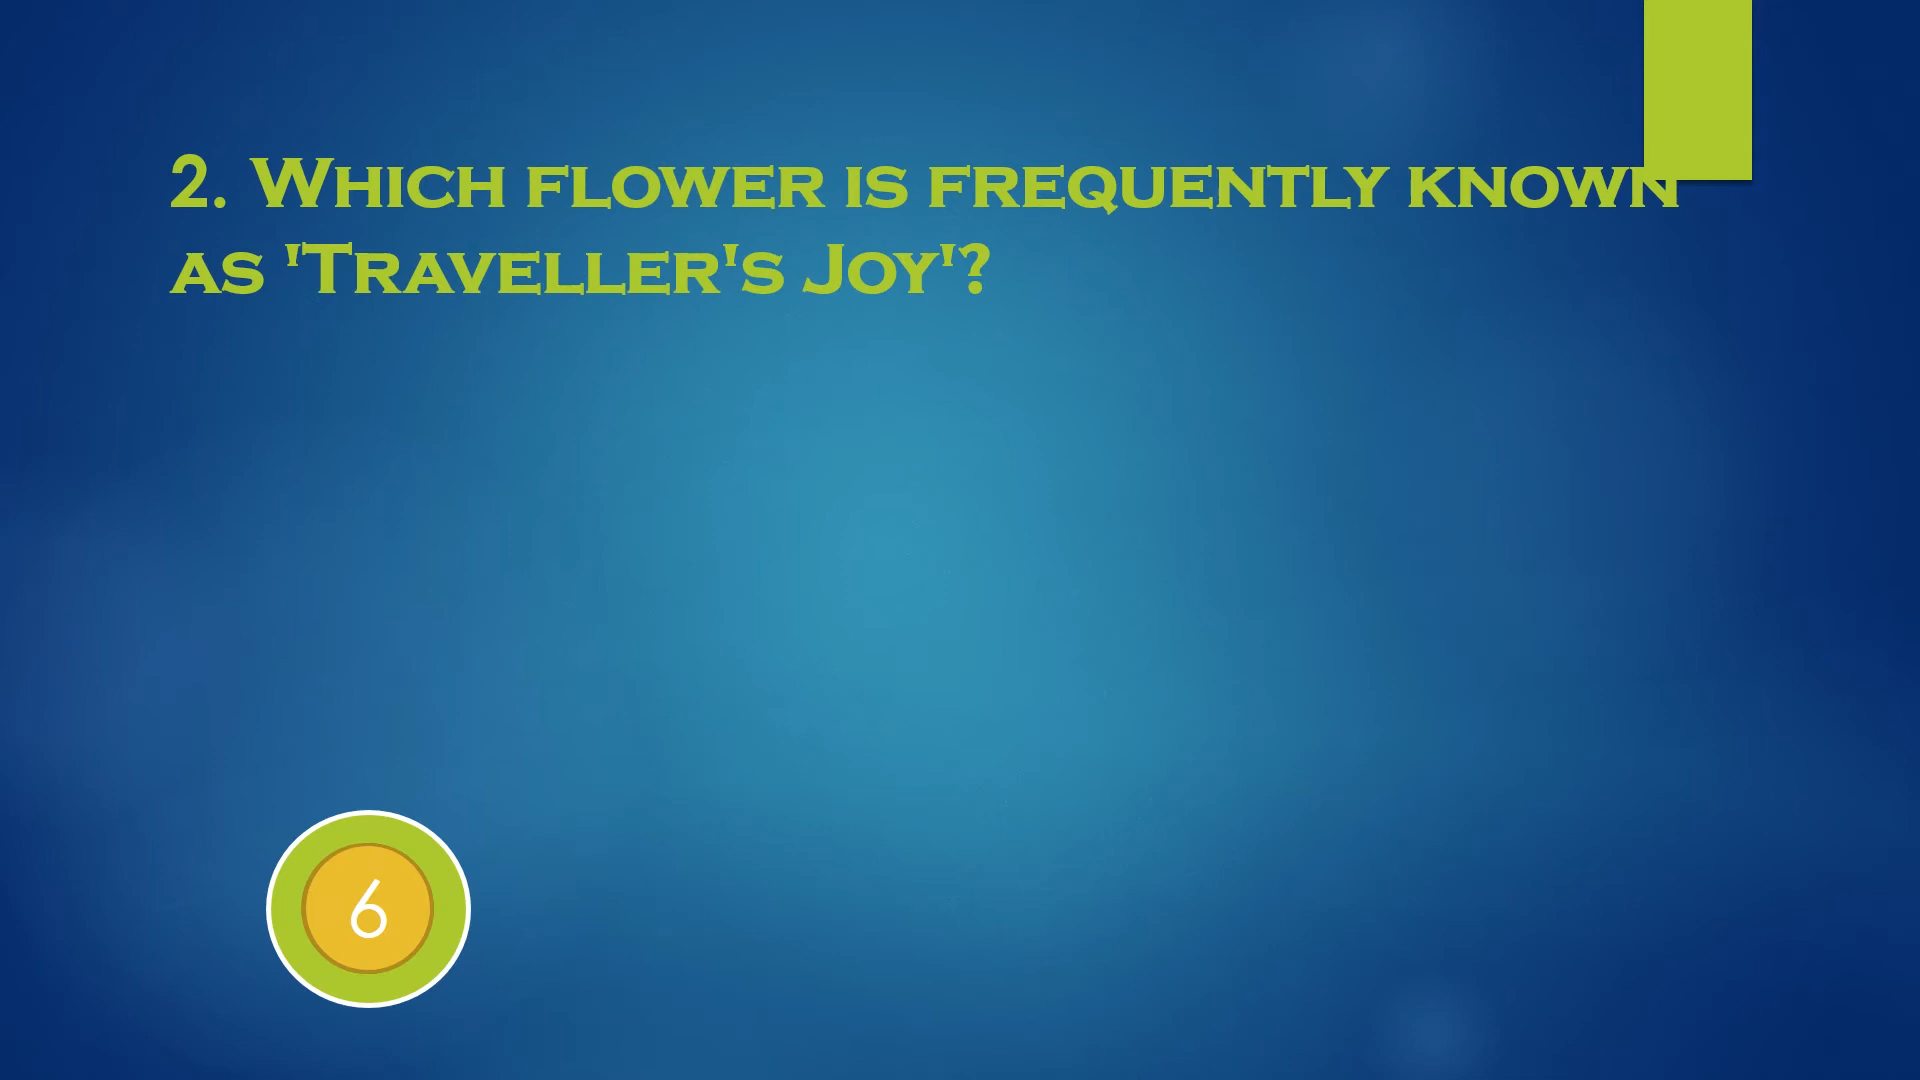 2. Which flower is frequently known
as 'Traveller's Joy'?
6